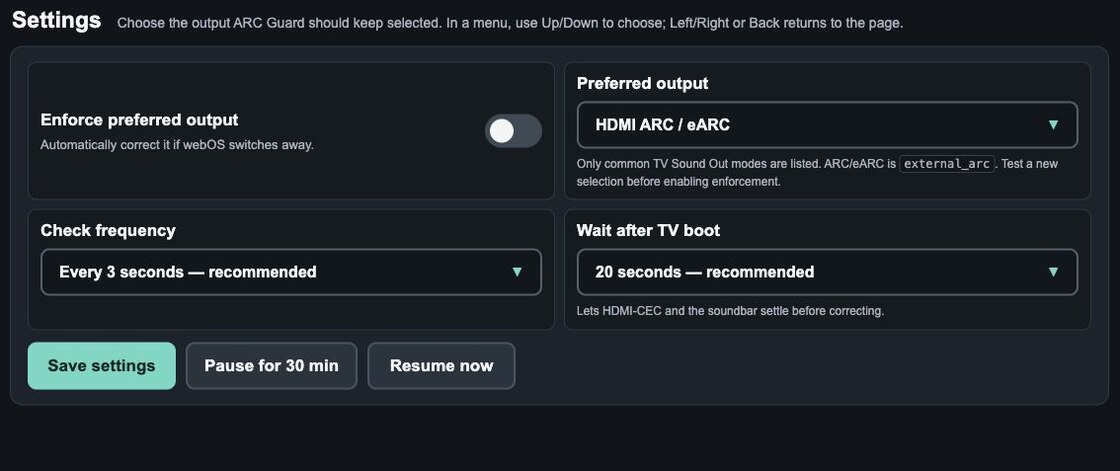 Settings Choose the output ARC Guard should keep selected. In a menu, use Up/Down to choose; Left/Right or Back returns to the page.
Enforce preferred output
Automatically correct it if webOS switches away.
Preferred output
HDMI ARC / eARC
Only common TV Sound Out modes are listed. ARC/eARC is external_arc. Test a new
selection before enabling enforcement.
Check frequency
Every 3 seconds — recommended
Wait after TV boot
20 seconds — recommended
Lets HDMI-CEC and the soundbar settle before correcting.
Save settings
Pause for 30 min
Resume now